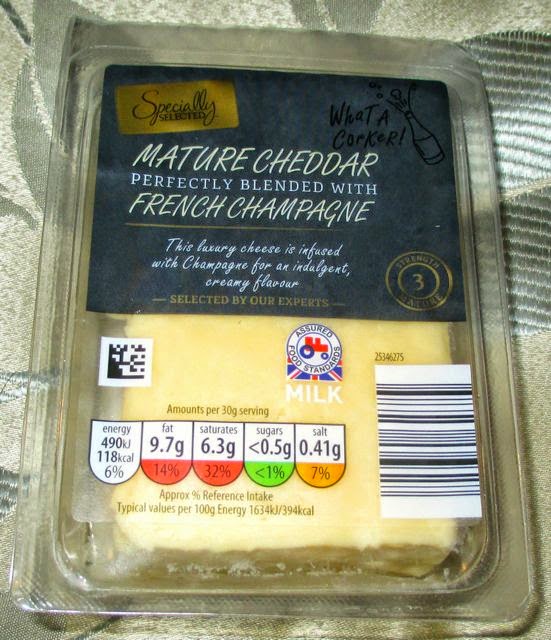 Specially
SELECTED
WHAT A
CORKER!
MATURE CHEDDAR
PERFECTLY BLENDED WITH
FRENCH CHAMPAGNE
This luxury cheese is infused
with Champagne for an indulgent,
creamy flavour
SELECTED BY OUR EXPERTS
STRENGTH
3
MATURE
ASSURED
FOOD STANDARDS
MILK
25346275
Amounts per 30g serving
energy
490kJ
118kcal
6%
fat
9.7g
14%
saturates
6.3g
32%
sugars
<0.5g
<1%
salt
0.41g
7%
Approx % Reference Intake
Typical values per 100g Energy 1634kJ/394kcal